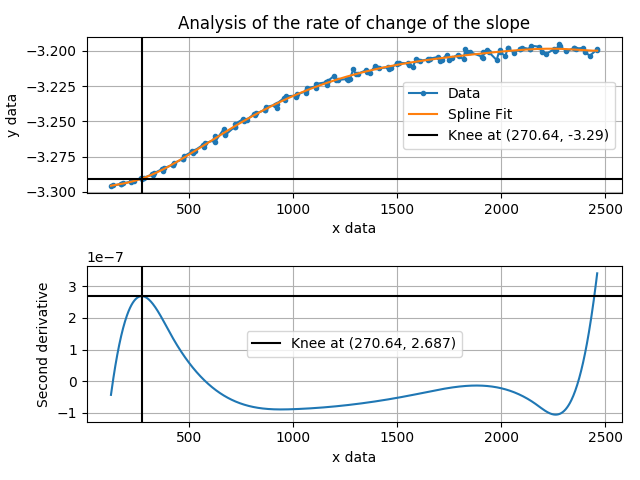 Analysis of the rate of change of the slope
−3.200
−3.225
−3.250
−3.275
−3.300
y data
Data
Spline Fit
Knee at (270.64, -3.29)
500
1000
1500
2000
2500
x data
1e−7
3
2
1
0
−1
Second derivative
Knee at (270.64, 2.687)
500
1000
1500
2000
2500
x data